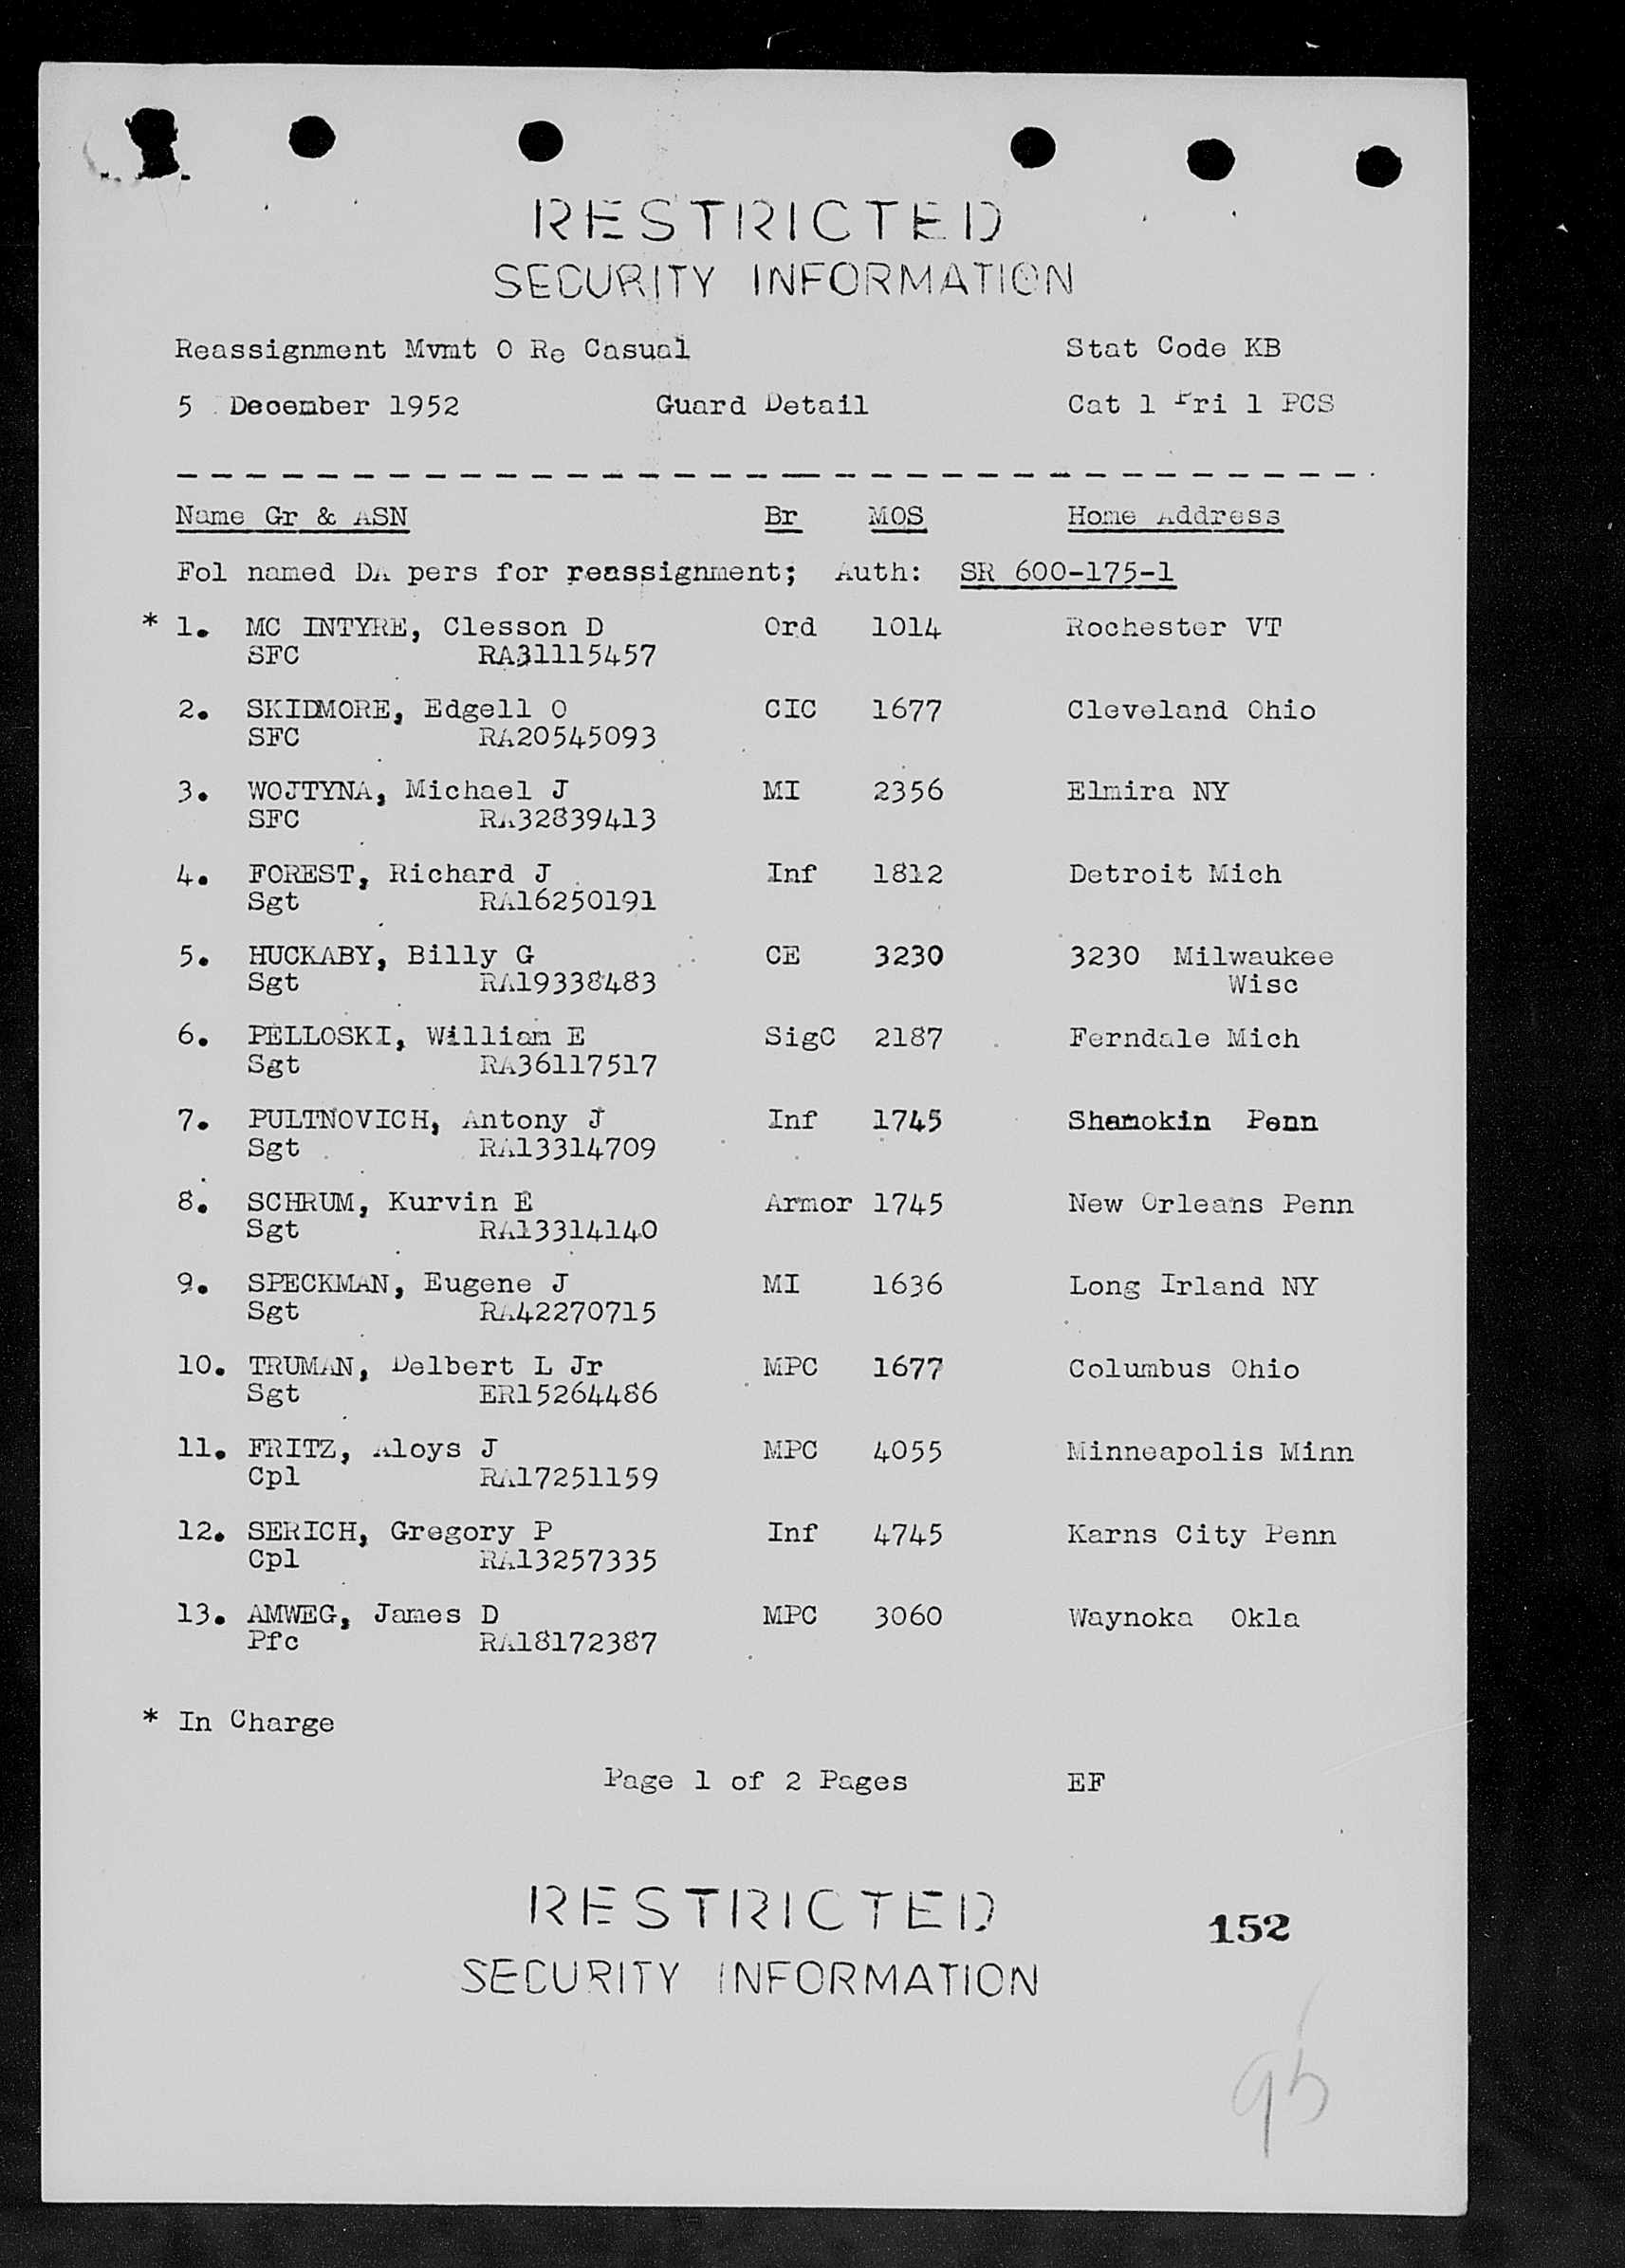 RESTRICTED
SECURITY INFORMATION
Reassignment Mvmt O Re Casual Stat Code KB
5 December 1952 Guard Detail Cat 1 Pri 1 PCS
Name Gr & ASN Br MOS Home Address
Fol named DA pers for reassignment; Auth: SR 600-175-1
* 1. MC INTYRE, Clesson D Ord 1014 Rochester VT
SFC RA31115457
2. SKIDMORE, Edgell O CIC 1677 Cleveland Ohio
SFC RA20545093
3. WOJTYNA, Michael J MI 2356 Elmira NY
SFC RA32839413
4. FOREST, Richard J Inf 1812 Detroit Mich
Sgt RA16250191
5. HUCKABY, Billy G CE 3230 3230 Milwaukee
Sgt RA19338483 Wisc
6. PELLOSKI, William E SigC 2187 Ferndale Mich
Sgt RA36117517
7. PULTNOVICH, Antony J Inf 1745 Shamokin Penn
Sgt RA13314709
8. SCHRUM, Kurvin E Armor 1745 New Orleans Penn
Sgt RA13314140
9. SPECKMAN, Eugene J MI 1636 Long Irland NY
Sgt RA42270715
10. TRUMAN, Delbert L Jr MPC 1677 Columbus Ohio
Sgt ER15264486
11. FRITZ, Aloys J MPC 4055 Minneapolis Minn
Cpl RA17251159
12. SERICH, Gregory P Inf 4745 Karns City Penn
Cpl RA13257335
13. AMWEG, James D MPC 3060 Waynoka Okla
Pfc RA18172387
* In Charge
Page 1 of 2 Pages EF
RESTRICTED
152
SECURITY INFORMATION